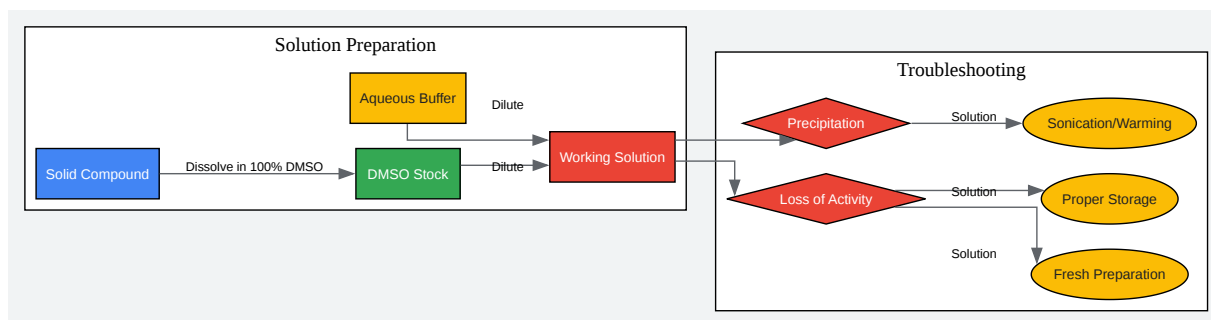 Solution Preparation
Aqueous Buffer
Dilute
Solid Compound
Dissolve in 100% DMSO
DMSO Stock
Dilute
Working Solution
Troubleshooting
Precipitation
Solution
Sonication/Warming
Loss of Activity
Solution
Proper Storage
Solution
Fresh Preparation